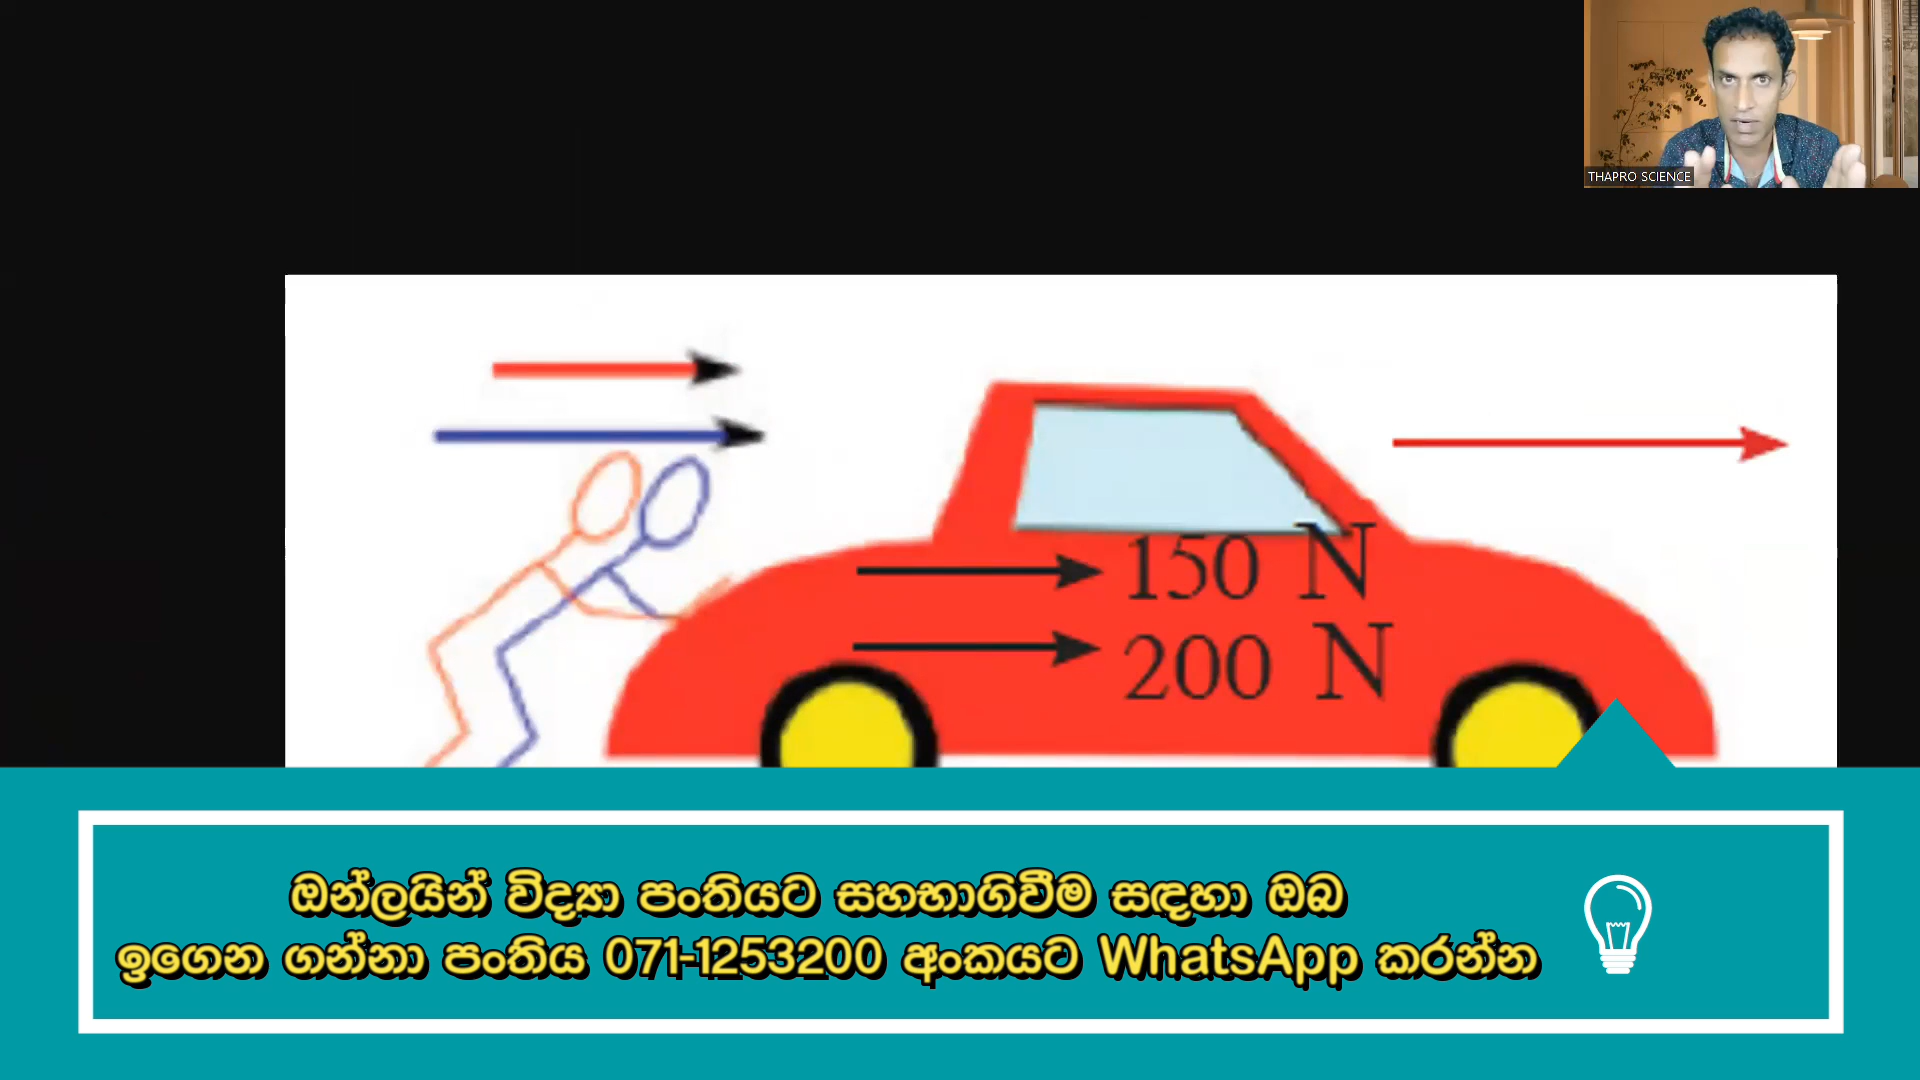 THAPRO SCIENCE
150 N
200 N
ඔන්ලයින් විද්‍යා පංතියට සහභාගිවීම සඳහා ඔබ
ඉගෙන ගන්නා පංතිය 071-1253200 අංකයට WhatsApp කරන්න